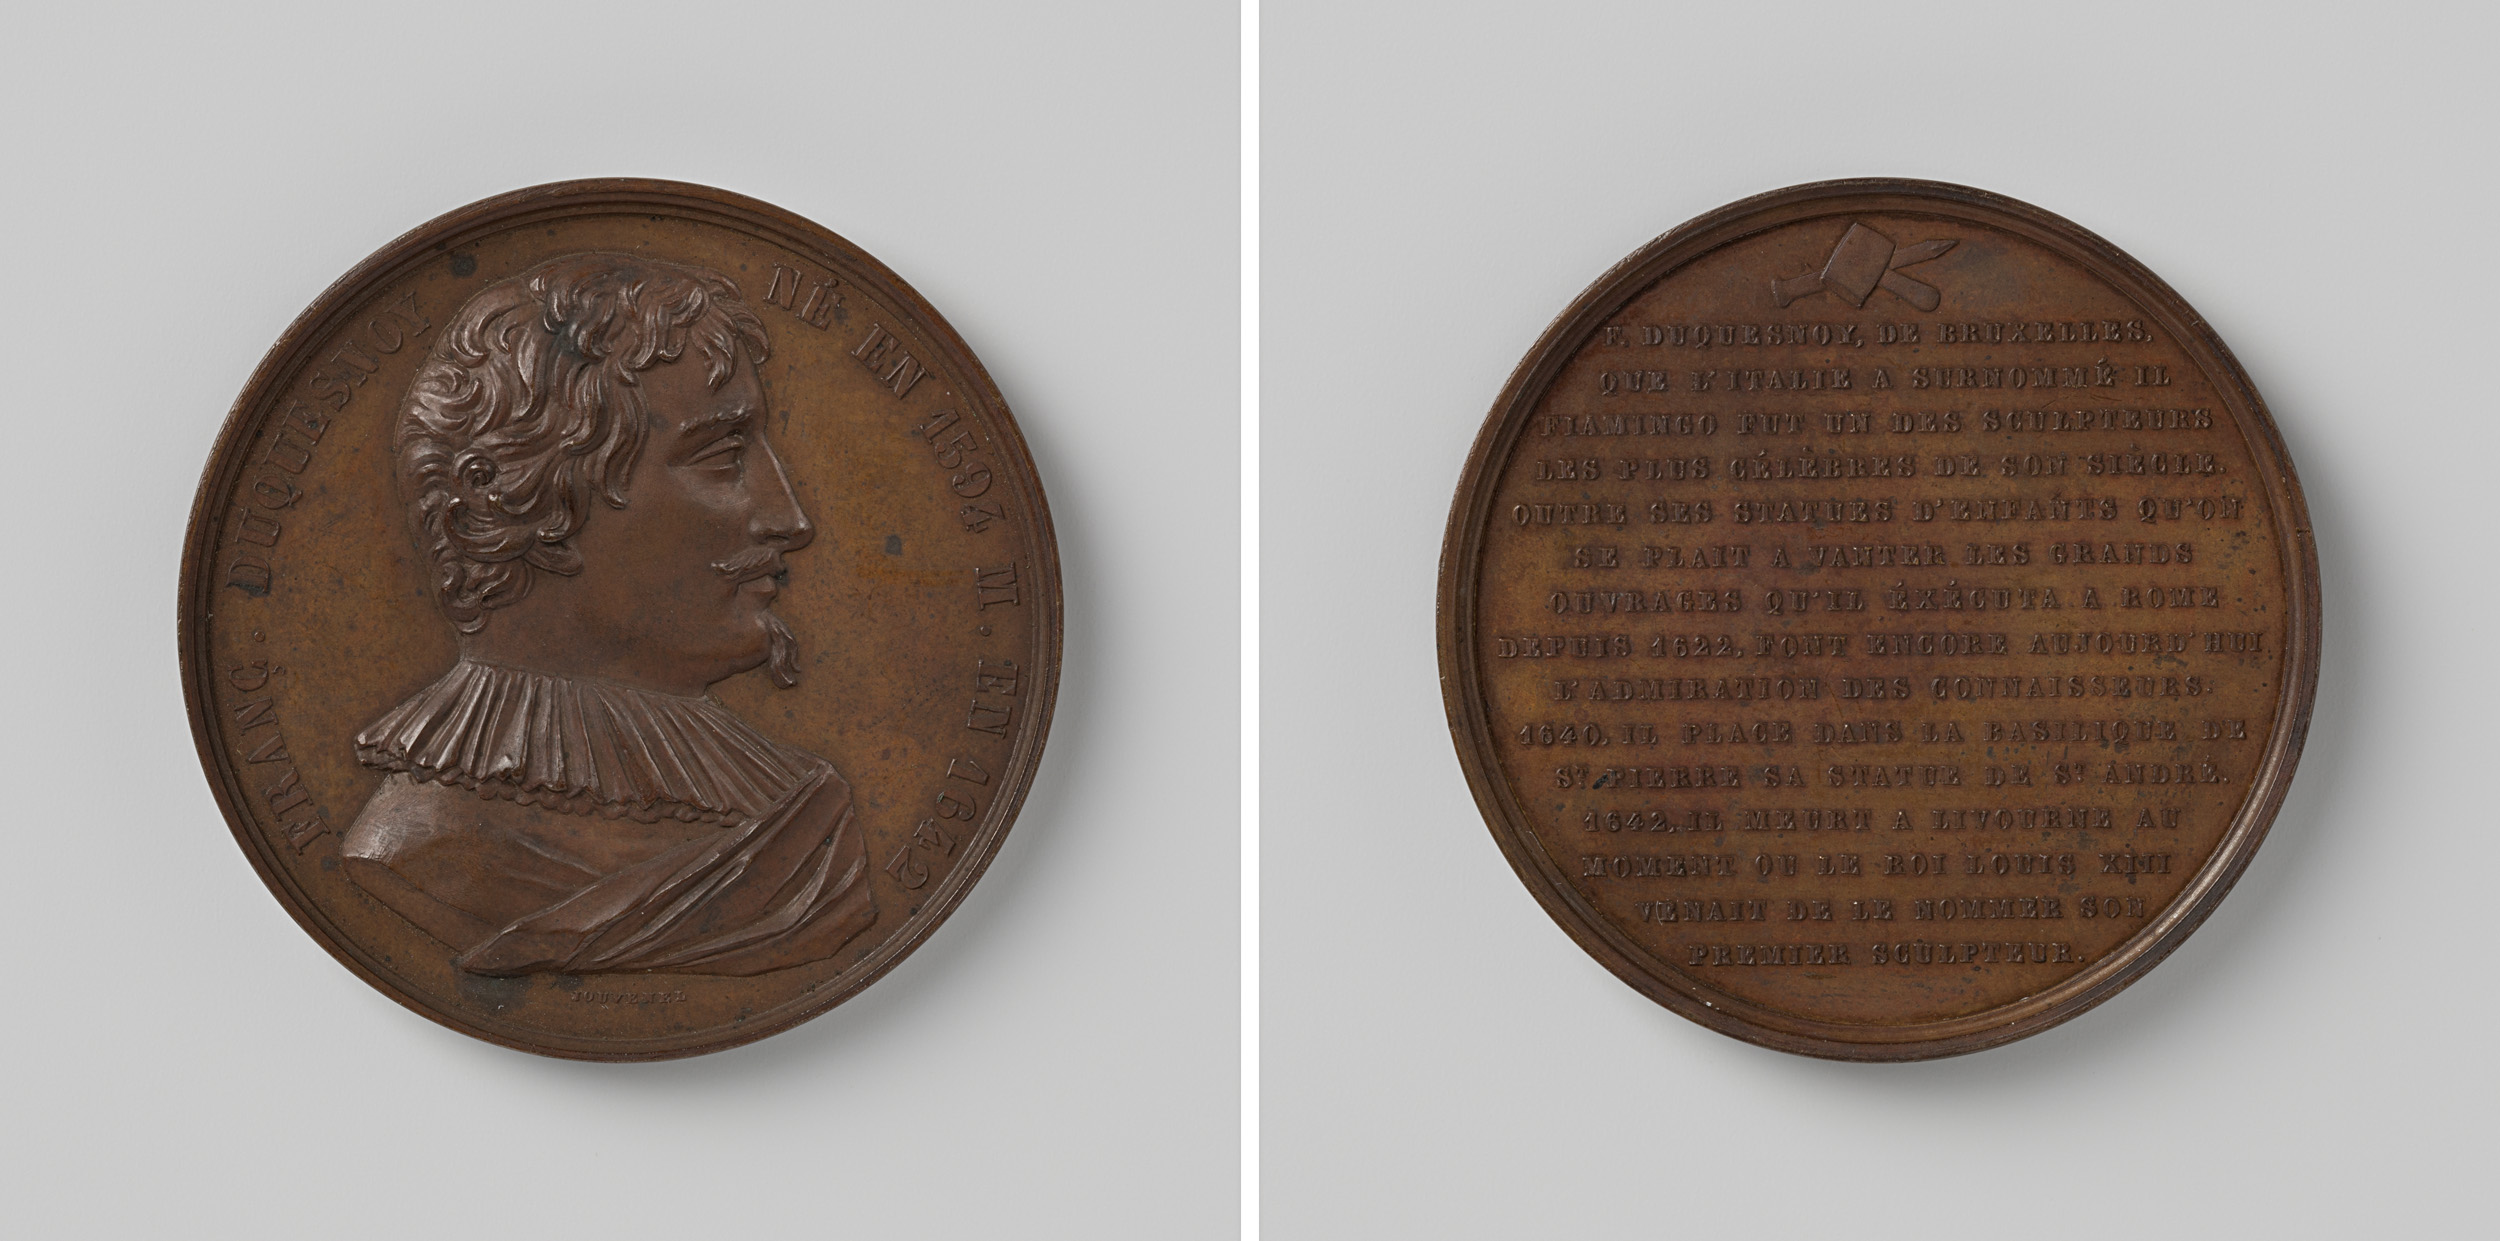 FRANÇ. DUQUESNOY NÉ EN 1594 M. EN 1642
JOUVENEL
F. DUQUESNOY, DE BRUXELLES.
QUE L'ITALIE A SURNOMMÉ IL
FIAMINGO FUT UN DES SCULPTEURS
LES PLUS CÉLÈBRES DE SON SIÈCLE.
OUTRE SES STATUES D'ENFANTS QU'ON
SE PLAIT A VANTER LES GRANDS
OUVRAGES QU'IL ÉXÉCUTA A ROME
DEPUIS 1622, FONT ENCORE AUJOURD'HUI
L'ADMIRATION DES CONNAISSEURS.
1640, IL PLACE DANS LA BASILIQUE DE
ST PIERRE SA STATUE DE ST ANDRÉ.
1642, IL MEURT A LIVOURNE AU
MOMENT OU LE ROI LOUIS XIII
VENAIT DE LE NOMMER SON
PREMIER SCULPTEUR.